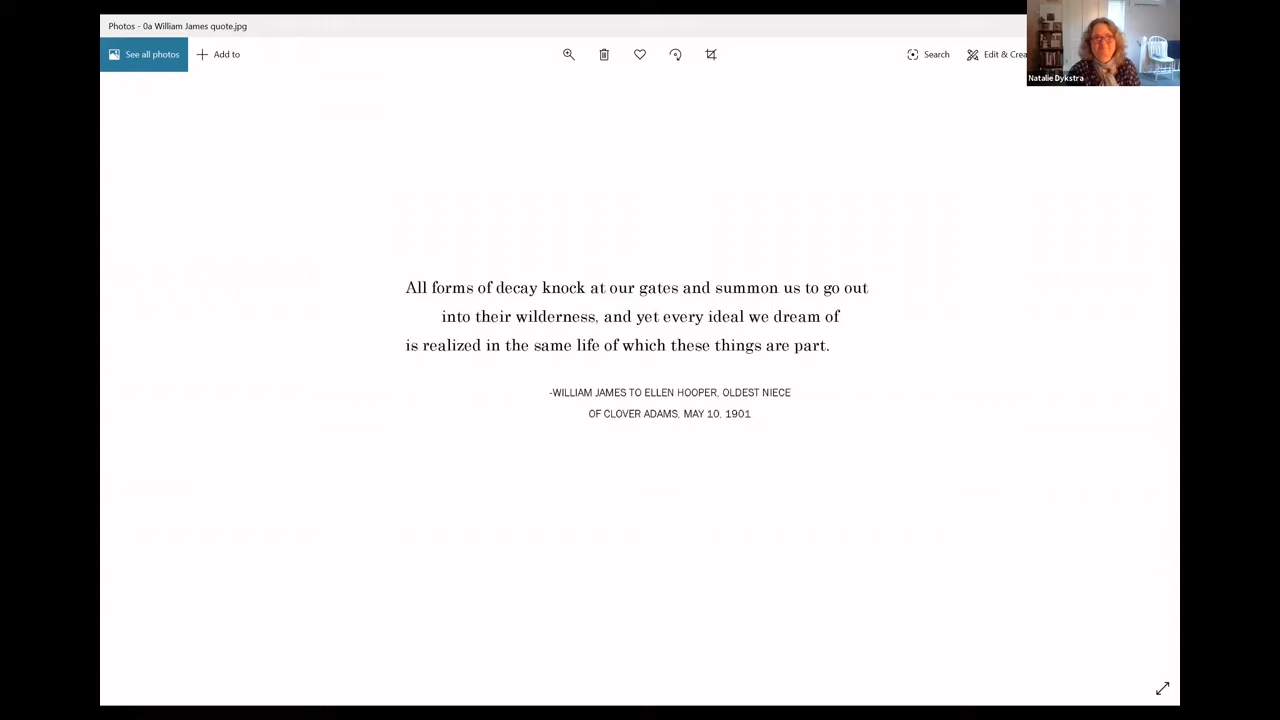 Photos - 0a William James quote.jpg
See all photos
Add to
Search
Edit & Crea
Natalie Dykstra
All forms of decay knock at our gates and summon us to go out
into their wilderness, and yet every ideal we dream of
is realized in the same life of which these things are part.
-WILLIAM JAMES TO ELLEN HOOPER, OLDEST NIECE
OF CLOVER ADAMS, MAY 10, 1901